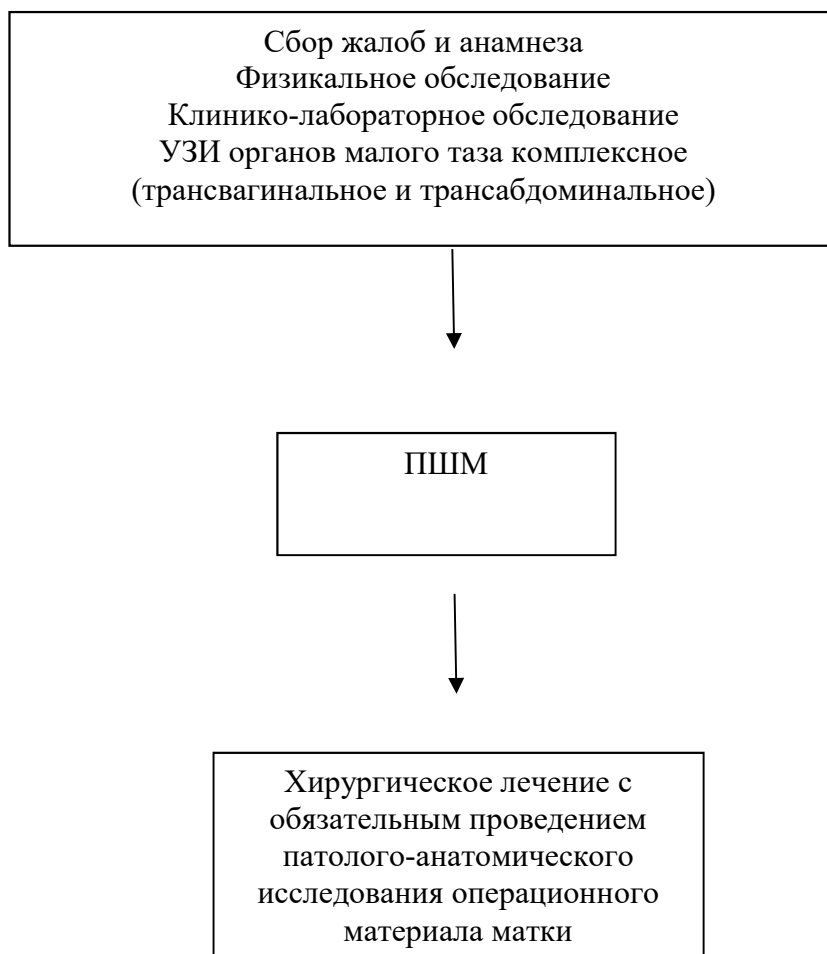 Сбор жалоб и анамнеза
Физикальное обследование
Клинико-лабораторное обследование
УЗИ органов малого таза комплексное
(трансвагинальное и трансабдоминальное)
ПШМ
Хирургическое лечение с
обязательным проведением
патолого-анатомического
исследования операционного
материала матки